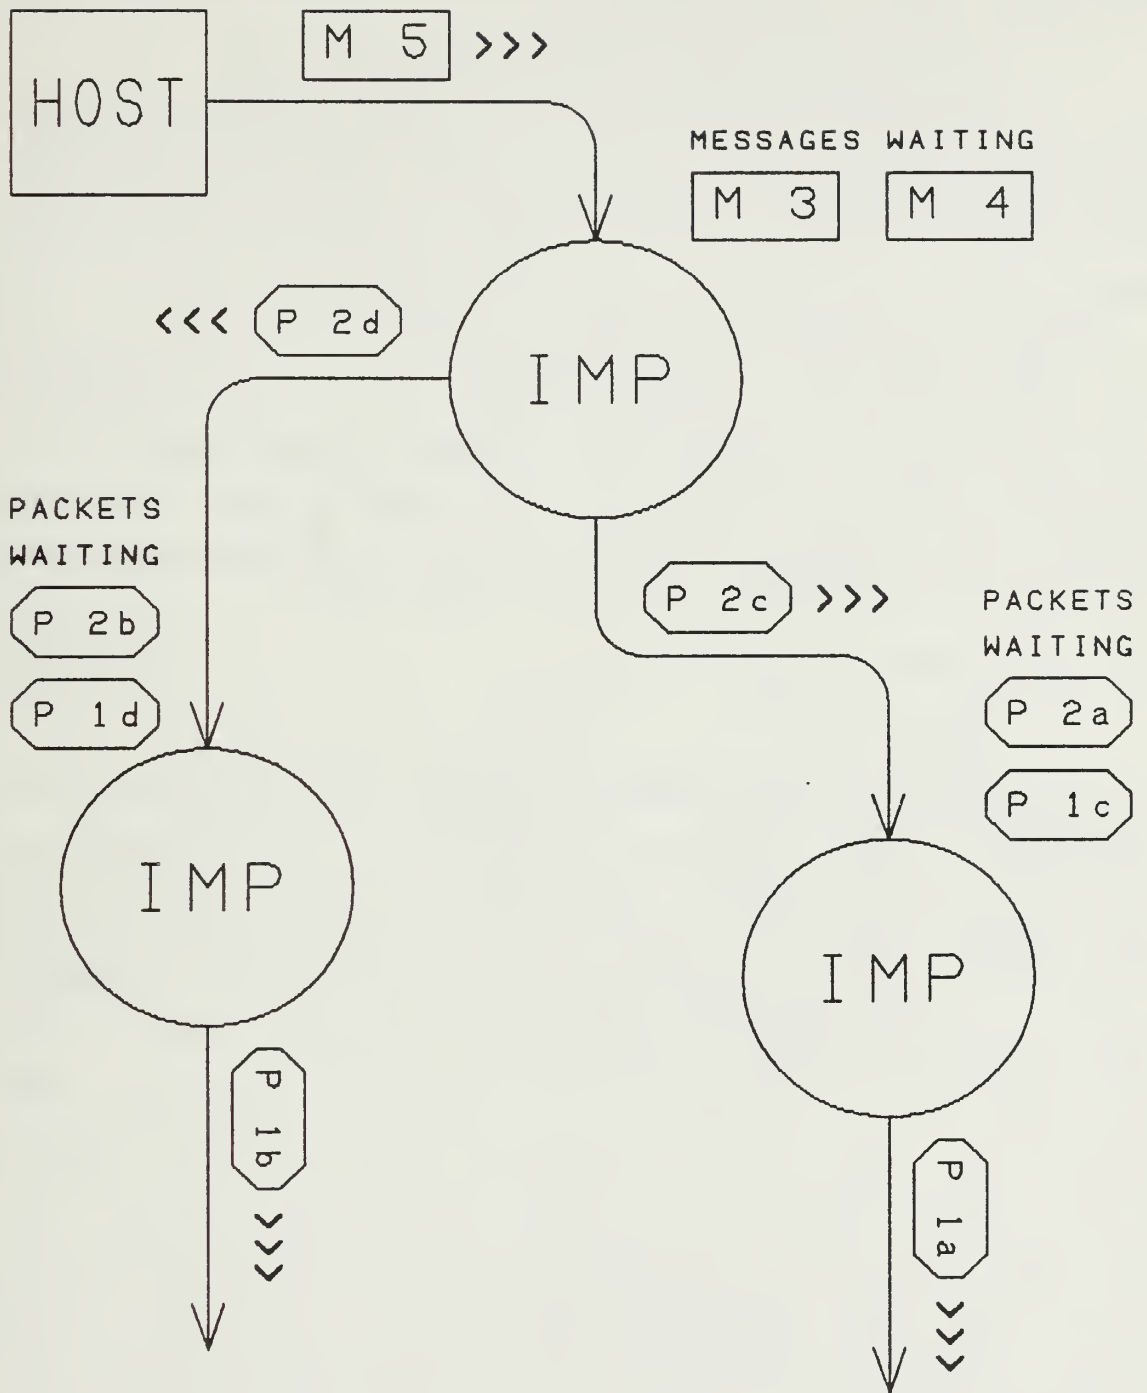 M 5 >>>
HOST
MESSAGES WAITING
M 3
M 4
<<< P 2d
IMP
PACKETS
WAITING
P 2b
P 1d
P 2c >>>
PACKETS
WAITING
P 2a
P 1c
IMP
IMP
P 1b >>>
P 1a >>>